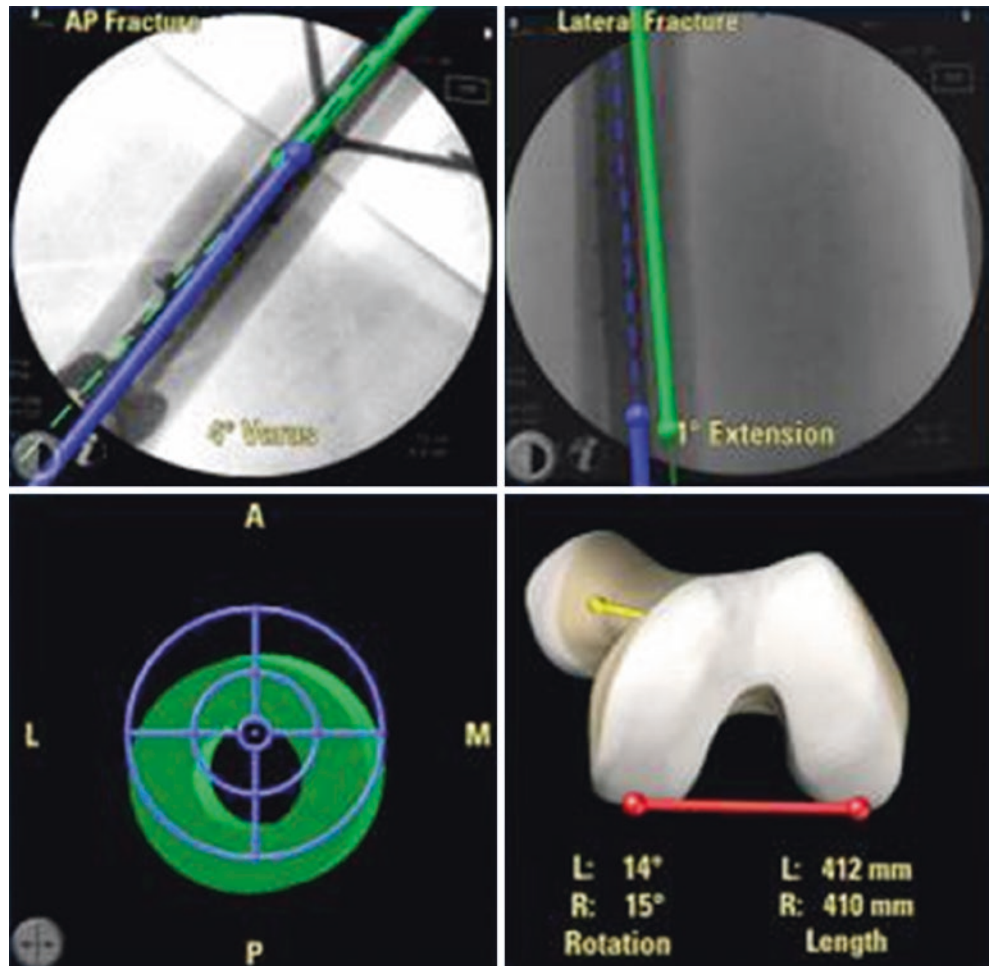 AP Fracture
4° Varus
Lateral Fracture
1° Extension
A
L
M
P
L: 14°
R: 15°
Rotation
L: 412 mm
R: 410 mm
Length